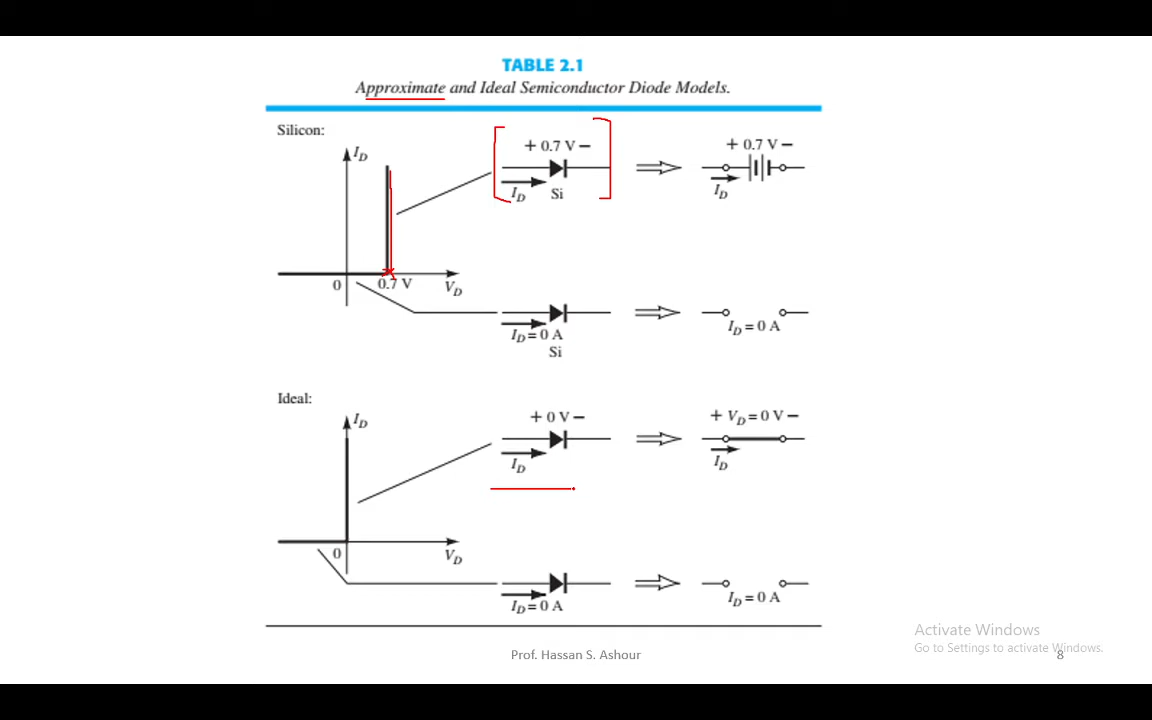 TABLE 2.1
Approximate and Ideal Semiconductor Diode Models.
Silicon:
I_D
+ 0.7 V −
+ 0.7 V −
I_D
Si
I_D
0
0.7 V
V_D
I_D = 0 A
Si
I_D = 0 A
Ideal:
I_D
+ 0 V −
+ V_D = 0 V −
I_D
I_D
0
V_D
I_D = 0 A
I_D = 0 A
Activate Windows
Go to Settings to activate Windows.
Prof. Hassan S. Ashour
8